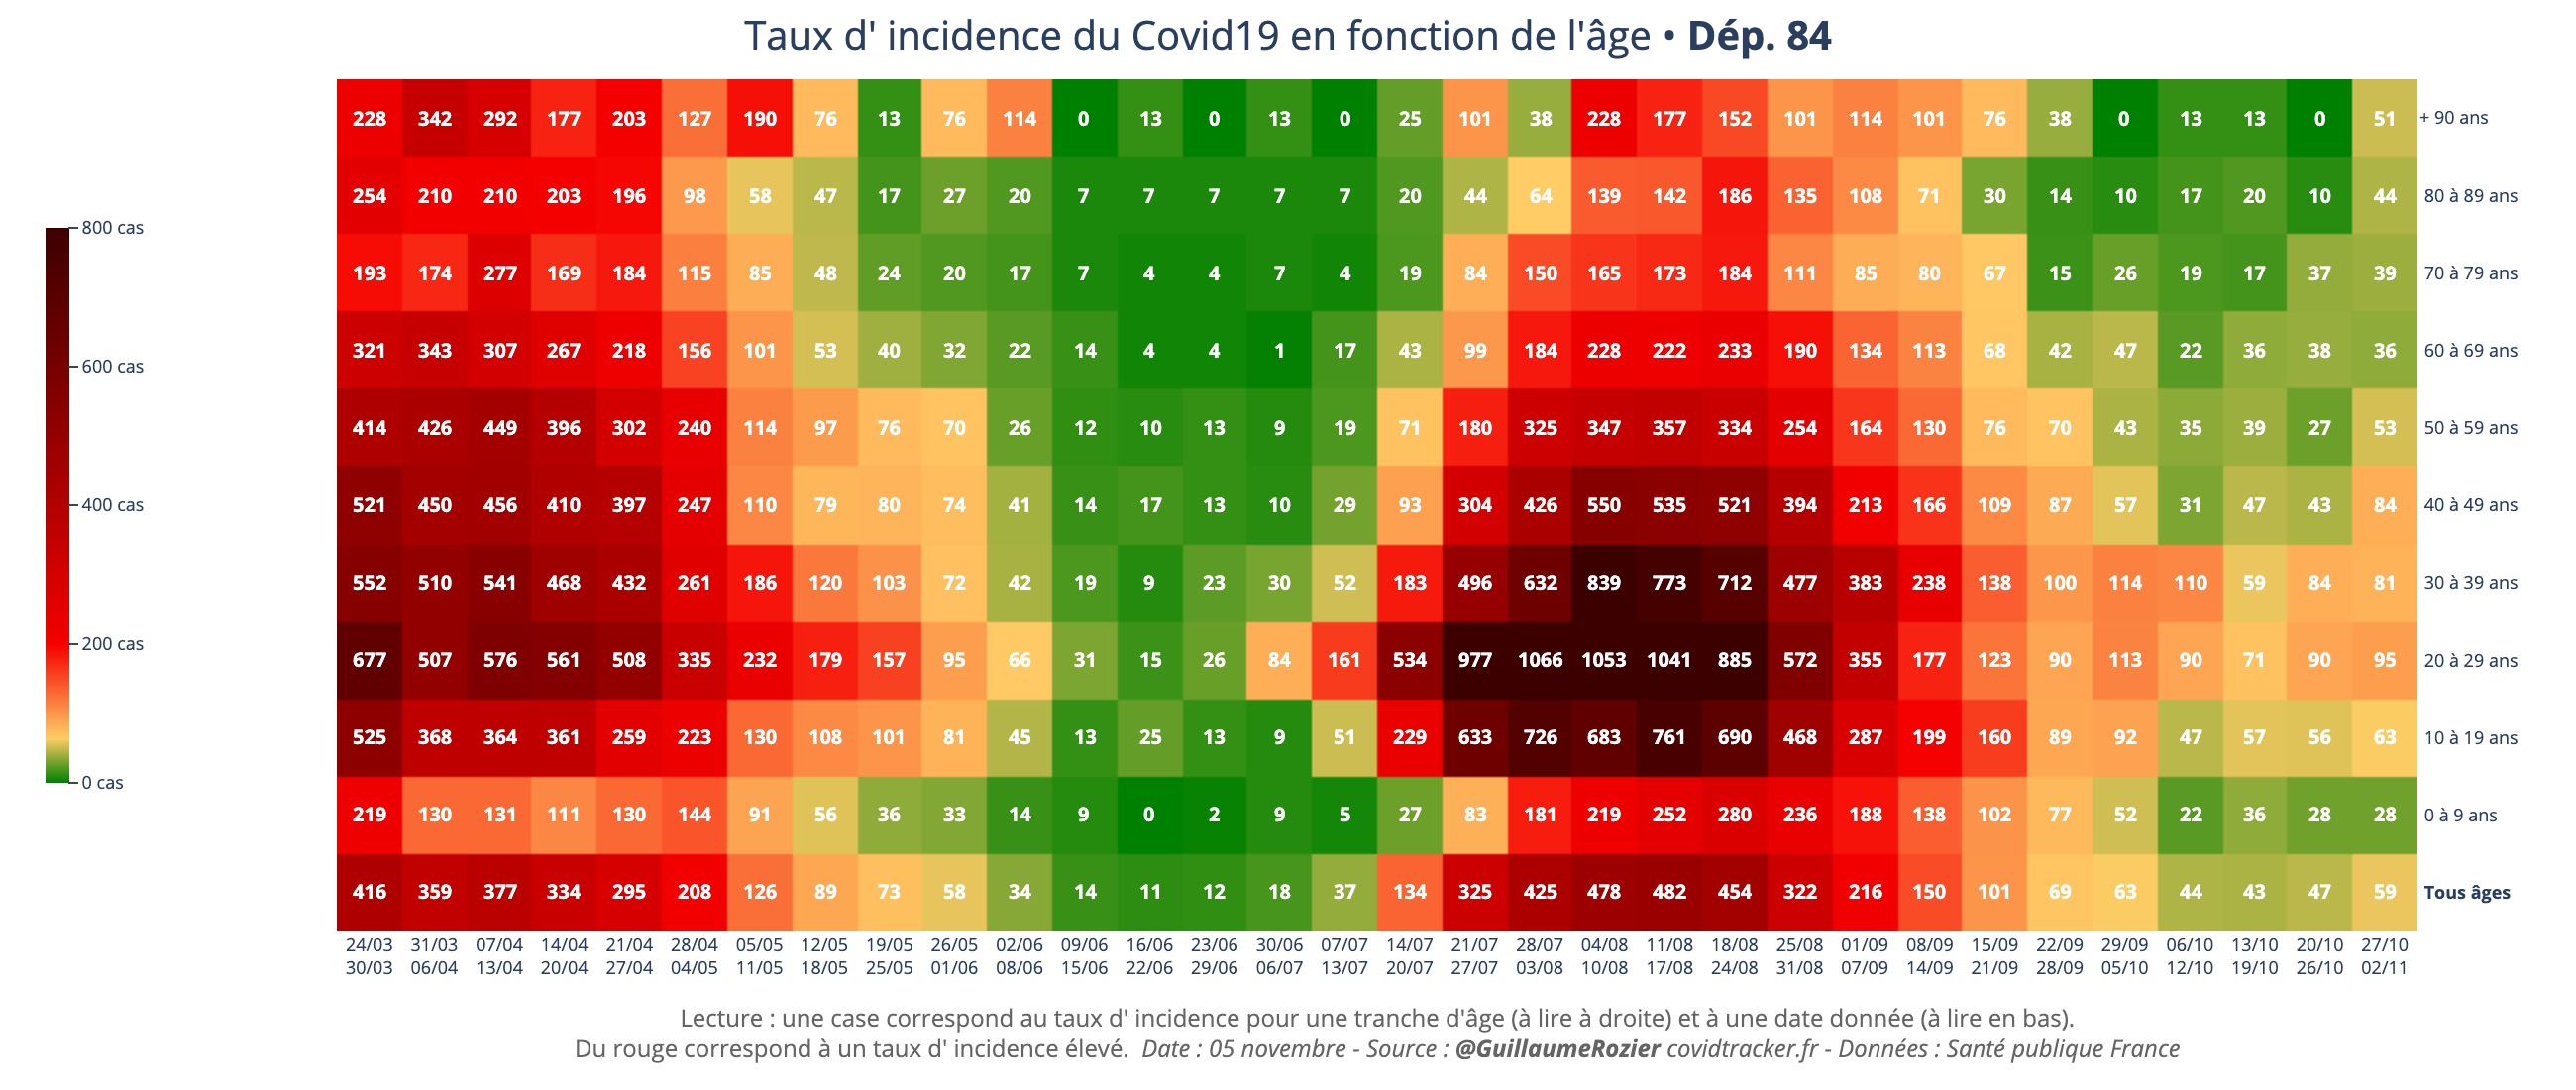 Taux d' incidence du Covid19 en fonction de l'âge • Dép. 84
228 342 292 177 203 127 190 76 13 76 114 0 13 0 13 0 25 101 38 228 177 152 101 114 101 76 38 0 13 13 0 51 + 90 ans
254 210 210 203 196 98 58 47 17 27 20 7 7 7 7 7 20 44 64 139 142 186 135 108 71 30 14 10 17 20 10 44 80 à 89 ans
800 cas
193 174 277 169 184 115 85 48 24 20 17 7 4 4 7 4 19 84 150 165 173 184 111 85 80 67 15 26 19 17 37 39 70 à 79 ans
321 343 307 267 218 156 101 53 40 32 22 14 4 4 1 17 43 99 184 228 222 233 190 134 113 68 42 47 22 36 38 36 60 à 69 ans
600 cas
414 426 449 396 302 240 114 97 76 70 26 12 10 13 9 19 71 180 325 347 357 334 254 164 130 76 70 43 35 39 27 53 50 à 59 ans
400 cas
521 450 456 410 397 247 110 79 80 74 41 14 17 13 10 29 93 304 426 550 535 521 394 213 166 109 87 57 31 47 43 84 40 à 49 ans
552 510 541 468 432 261 186 120 103 72 42 19 9 23 30 52 183 496 632 839 773 712 477 383 238 138 100 114 110 59 84 81 30 à 39 ans
200 cas
677 507 576 561 508 335 232 179 157 95 66 31 15 26 84 161 534 977 1066 1053 1041 885 572 355 177 123 90 113 90 71 90 95 20 à 29 ans
525 368 364 361 259 223 130 108 101 81 45 13 25 13 9 51 229 633 726 683 761 690 468 287 199 160 89 92 47 57 56 63 10 à 19 ans
0 cas
219 130 131 111 130 144 91 56 36 33 14 9 0 2 9 5 27 83 181 219 252 280 236 188 138 102 77 52 22 36 28 28 0 à 9 ans
416 359 377 334 295 208 126 89 73 58 34 14 11 12 18 37 134 325 425 478 482 454 322 216 150 101 69 63 44 43 47 59 Tous âges
24/03 31/03 07/04 14/04 21/04 28/04 05/05 12/05 19/05 26/05 02/06 09/06 16/06 23/06 30/06 07/07 14/07 21/07 28/07 04/08 11/08 18/08 25/08 01/09 08/09 15/09 22/09 29/09 06/10 13/10 20/10 27/10
30/03 06/04 13/04 20/04 27/04 04/05 11/05 18/05 25/05 01/06 08/06 15/06 22/06 29/06 06/07 13/07 20/07 27/07 03/08 10/08 17/08 24/08 31/08 07/09 14/09 21/09 28/09 05/10 12/10 19/10 26/10 02/11
Lecture : une case correspond au taux d' incidence pour une tranche d'âge (à lire à droite) et à une date donnée (à lire en bas).
Du rouge correspond à un taux d' incidence élevé. Date : 05 novembre - Source : @GuillaumeRozier covidtracker.fr - Données : Santé publique France